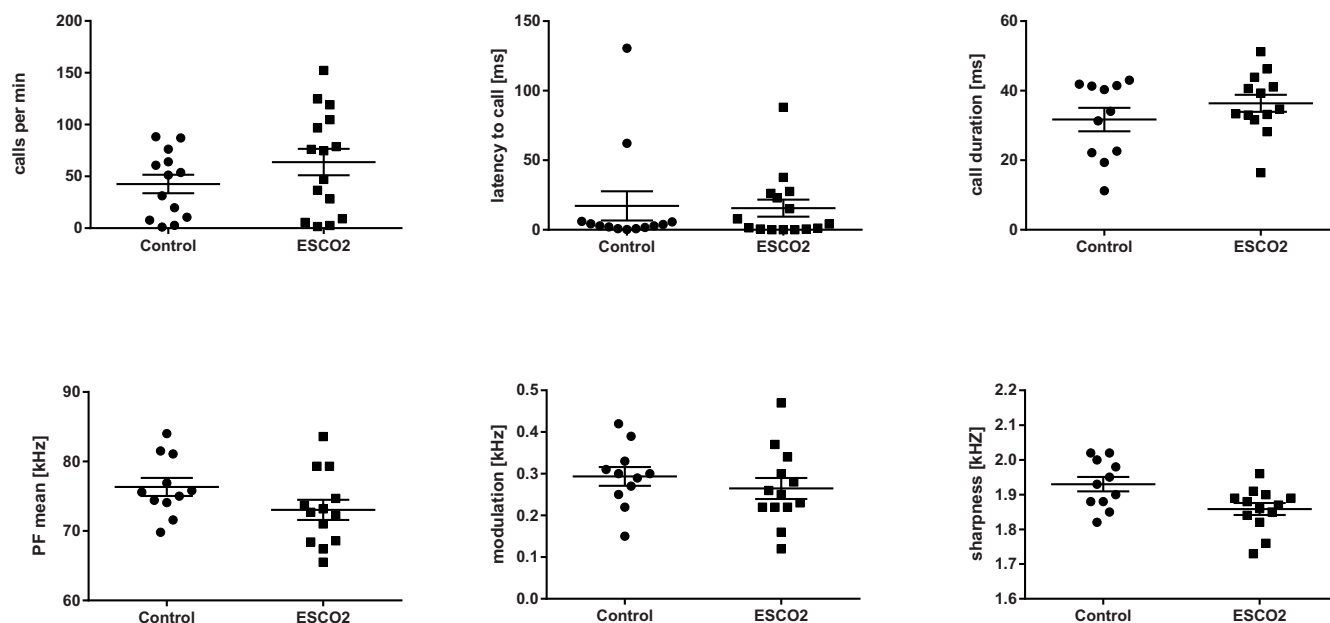 calls per min
200
150
100
50
0
Control
ESCO2
latency to call [ms]
150
100
50
0
Control
ESCO2
call duration [ms]
60
40
20
0
Control
ESCO2
PF mean [kHz]
90
80
70
60
Control
ESCO2
modulation [kHz]
0.5
0.4
0.3
0.2
0.1
0.0
Control
ESCO2
sharpness [kHZ]
2.2
2.1
2.0
1.9
1.8
1.7
1.6
Control
ESCO2